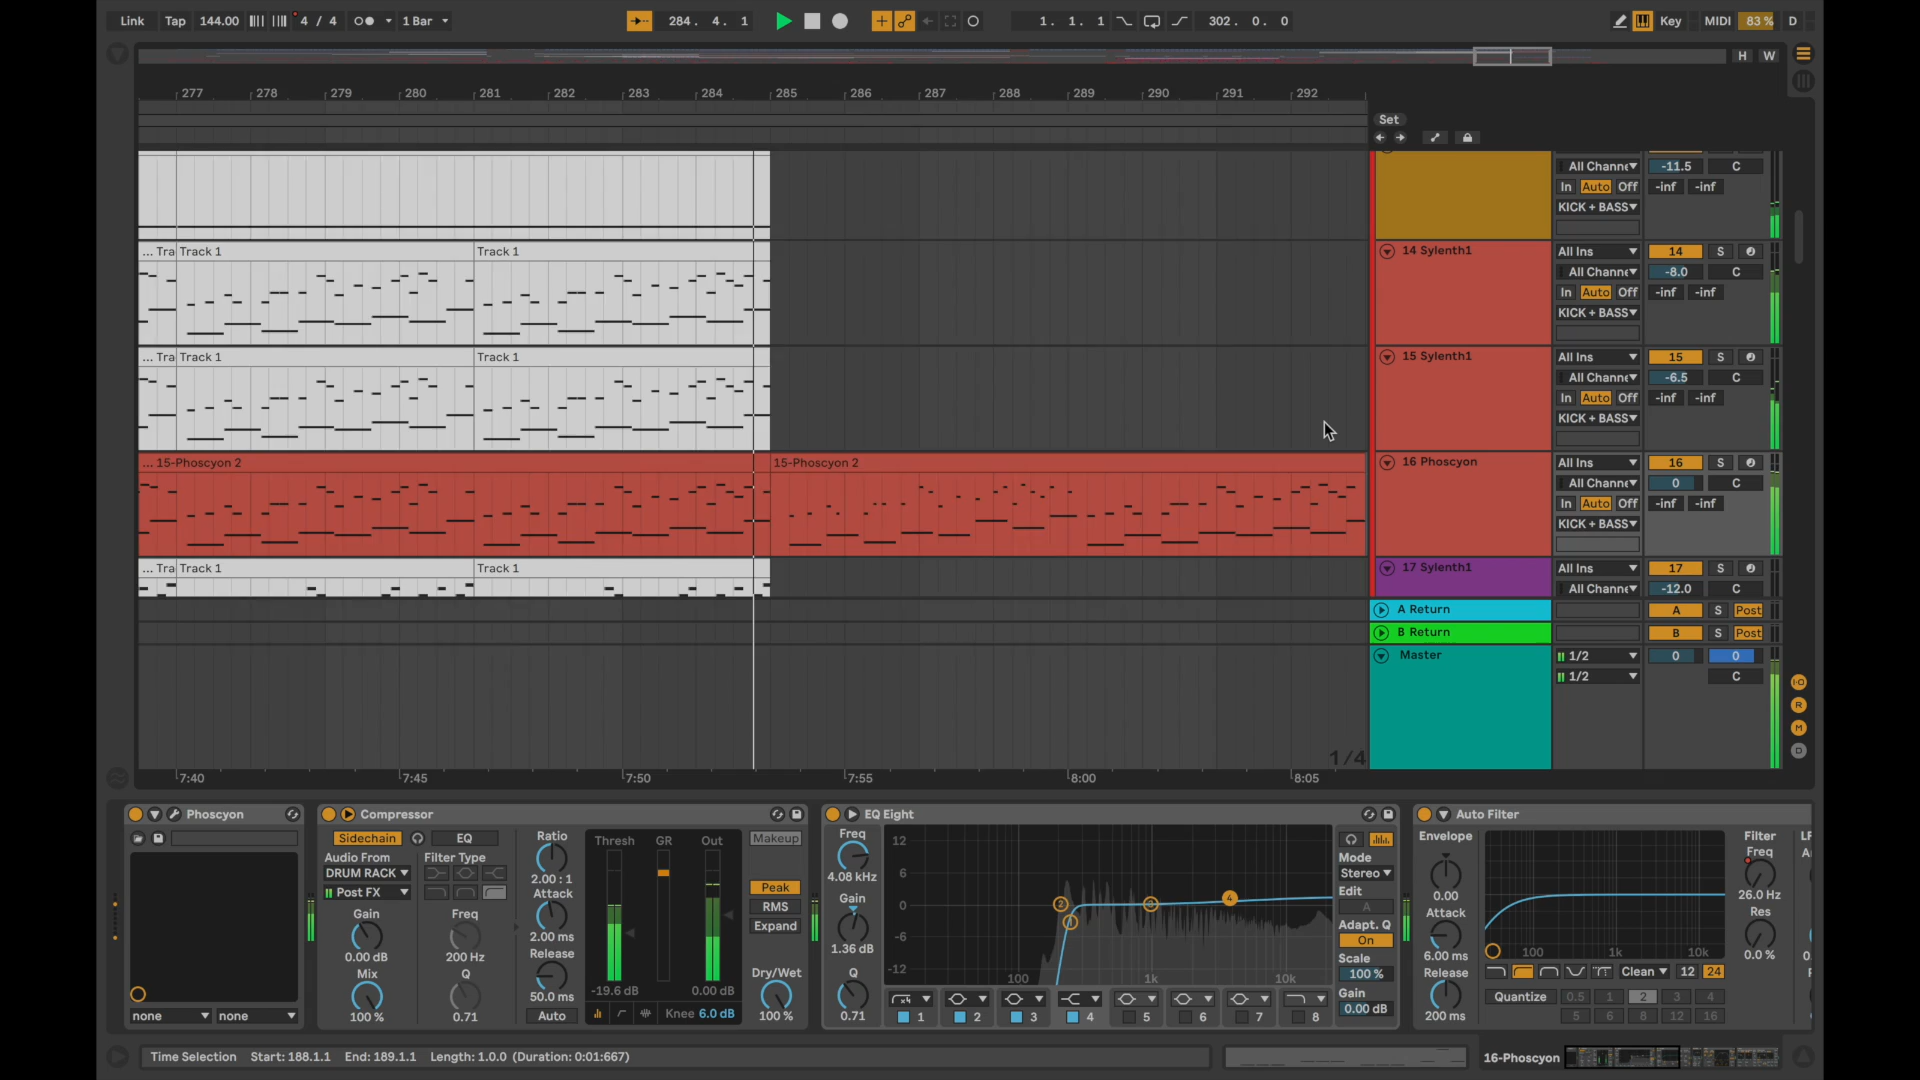 Link Tap 144.00 4 / 4 1 Bar 284. 4. 1 1. 1. 1 302. 0. 0 Key MIDI 83 % D
H W
277 278 279 280 281 282 283 284 285 286 287 288 289 290 291 292
Set
All Channe -11.5 C
In Auto Off -inf -inf
KICK + BASS
... Tra Track 1 Track 1 14 Sylenth1 All Ins 14 S
All Channe -8.0 C
In Auto Off -inf -inf
KICK + BASS
... Tra Track 1 Track 1 15 Sylenth1 All Ins 15 S
All Channe -6.5 C
In Auto Off -inf -inf
KICK + BASS
... 15-Phoscyon 2 15-Phoscyon 2 16 Phoscyon All Ins 16 S
All Channe 0 C
In Auto Off -inf -inf
KICK + BASS
... Tra Track 1 Track 1 17 Sylenth1 All Ins 17 S
All Channe -12.0 C
A Return A S Post
B Return B S Post
Master 1/2 0 0
1/2 C
I·O
R
M
D
1/4
7:40 7:45 7:50 7:55 8:00 8:05
Phoscyon
none none
Compressor
Sidechain EQ
Audio From Filter Type
DRUM RACK
Post FX
Gain Freq
0.00 dB 200 Hz
Mix Q
100 % 0.71
Ratio
2.00 : 1
Attack
2.00 ms
Release
50.0 ms
Auto
Thresh GR Out
-19.6 dB 0.00 dB
Knee 6.0 dB
Makeup
Peak
RMS
Expand
Dry/Wet
100 %
EQ Eight
Freq
4.08 kHz
Gain
1.36 dB
Q
0.71
12
6
0
-6
-12
100 1k 10k
2 1 3 4
x4
1 2 3 4 5 6 7 8
Mode
Stereo
Edit
A
Adapt. Q
On
Scale
100 %
Gain
0.00 dB
Auto Filter
Envelope
0.00
Attack
6.00 ms
Release
200 ms
100 1k 10k
Clean 12 24
Quantize 0.5 1 2 3 4
5 6 8 12 16
Filter
Freq
26.0 Hz
Res
0.0 %
Time Selection Start: 188.1.1 End: 189.1.1 Length: 1.0.0 (Duration: 0:01:667)
16-Phoscyon